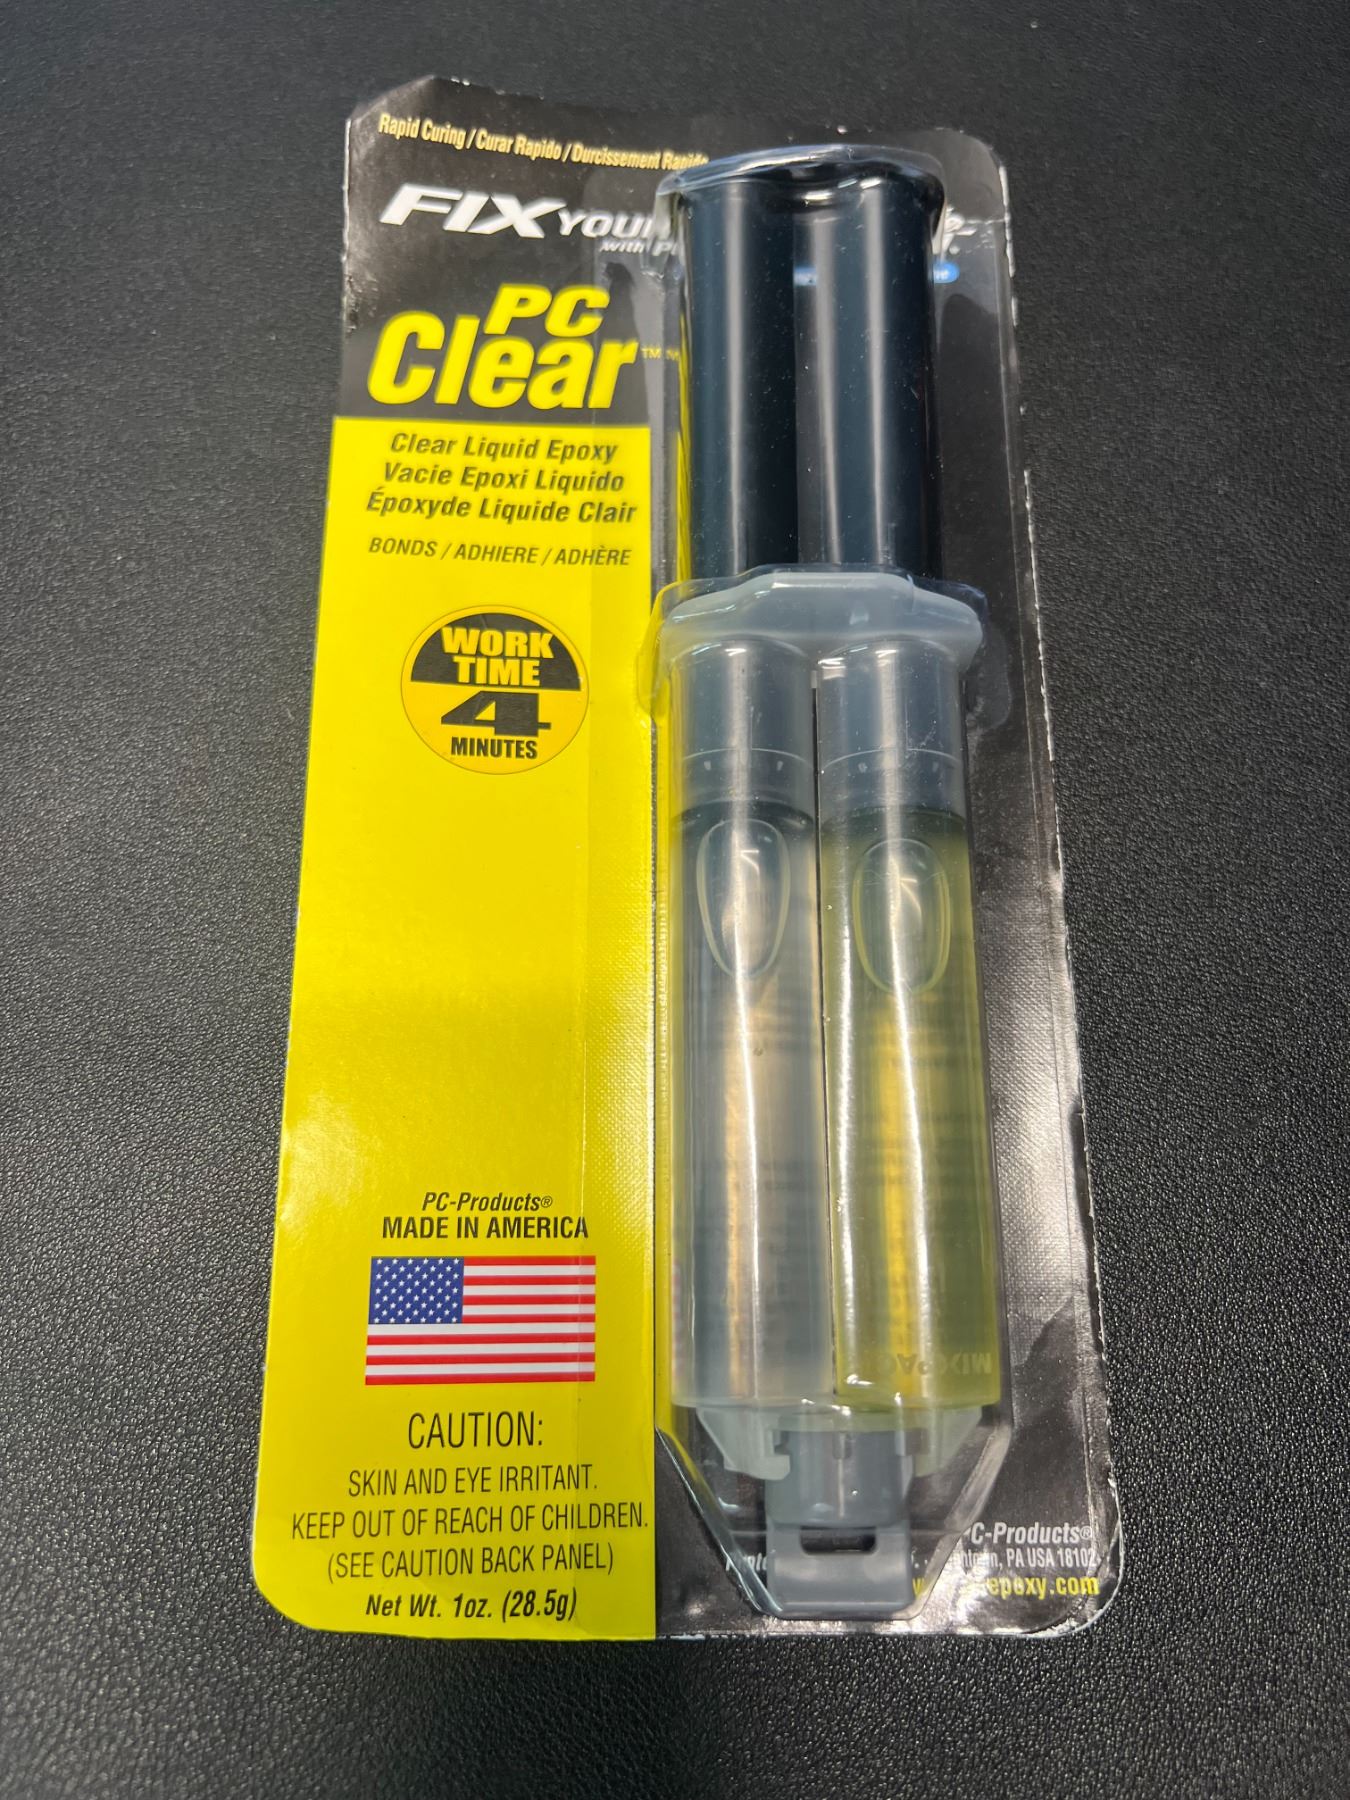 Rapid Curing / Curar Rapido / Durcissement Rapide
FIX YOUR
with
PC
Clear™
Clear Liquid Epoxy
Vacie Epoxi Liquido
Époxyde Liquide Clair
BONDS / ADHIERE / ADHÈRE
WORK
TIME
4
MINUTES
PC-Products®
MADE IN AMERICA
CAUTION:
SKIN AND EYE IRRITANT.
KEEP OUT OF REACH OF CHILDREN.
(SEE CAUTION BACK PANEL)
Net Wt. 1oz. (28.5g)
MIXPAC
PC-Products®
PA USA 18102
epoxy.com